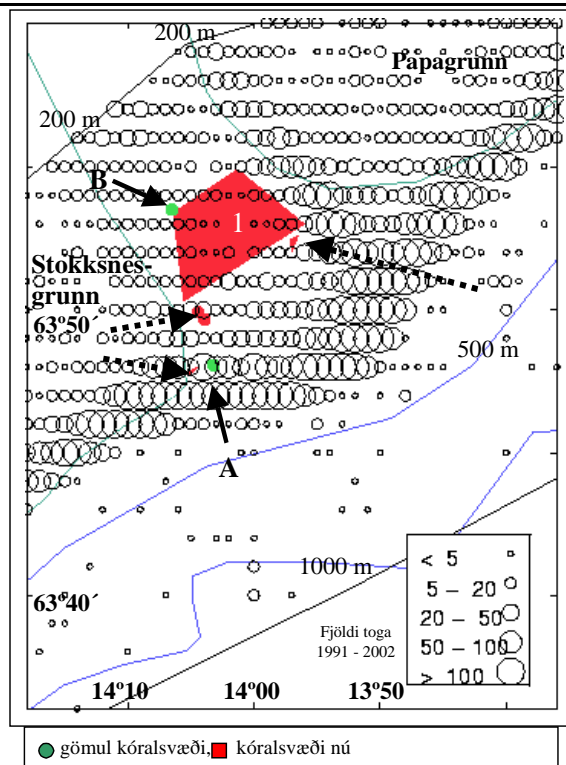 200 m
Papagrunn
200 m
B
1
Stokksnes-
grunn
63º50´
500 m
A
1000 m
63º40´
< 5
5 – 20
20 – 50
50 – 100
> 100
Fjöldi toga
1991 - 2002
14º10 14º00 13º50
gömul kóralsvæði, kóralsvæði nú